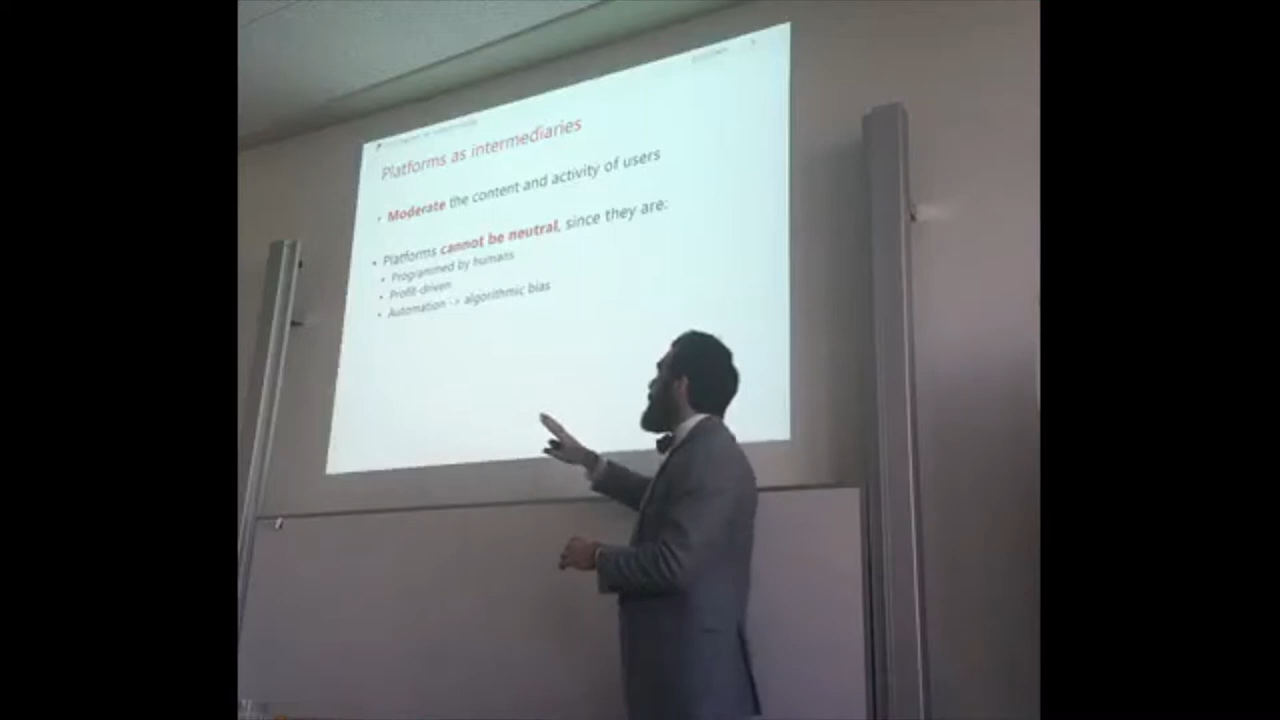 Platforms as intermediaries
• Moderate the content and activity of users
• Platforms cannot be neutral, since they are:
• Programmed by humans
• Profit-driven
• Automation -> algorithmic bias